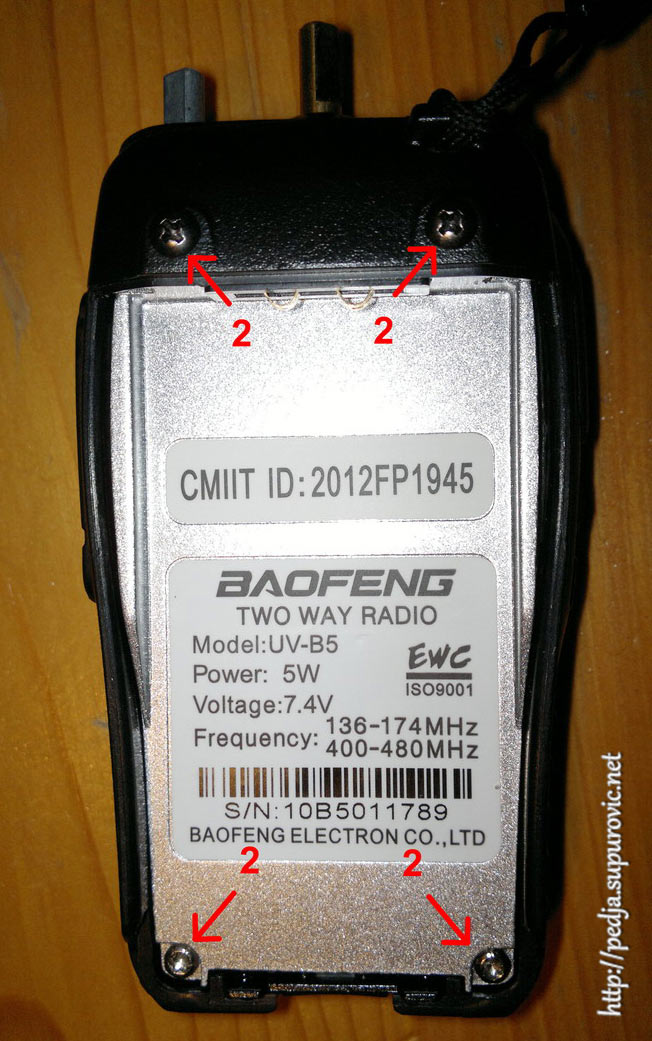 2 2
CMIIT ID:2012FP1945
BAOFENG
TWO WAY RADIO
Model:UV-B5
Power: 5W
Voltage:7.4V
EWC
ISO9001
Frequency: 136-174MHz
400-480MHz
S/N:10B5011789
BAOFENG ELECTRON CO.,LTD
2 2
http://pedja.supurovic.net